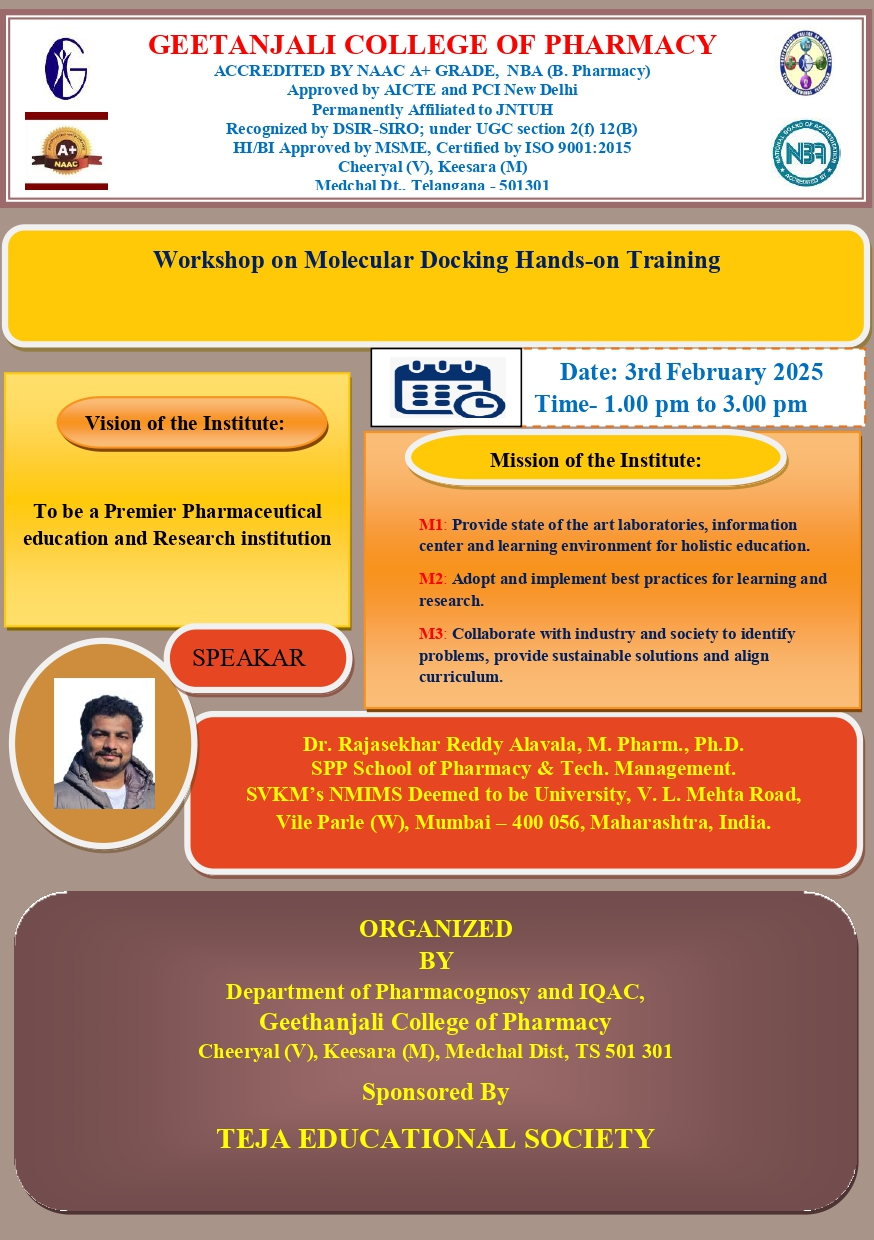 GEETANJALI COLLEGE OF PHARMACY
ACCREDITED BY NAAC A+ GRADE, NBA (B. Pharmacy)
Approved by AICTE and PCI New Delhi
Permanently Affiliated to JNTUH
Recognized by DSIR-SIRO; under UGC section 2(f) 12(B)
HI/BI Approved by MSME, Certified by ISO 9001:2015
Cheeryal (V), Keesara (M)
Medchal Dt., Telangana - 501301
A+
NAAC
NATIONAL BOARD OF ACCREDITATION
NBA
Workshop on Molecular Docking Hands-on Training
Date: 3rd February 2025
Time- 1.00 pm to 3.00 pm
Vision of the Institute:
To be a Premier Pharmaceutical
education and Research institution
Mission of the Institute:
M1: Provide state of the art laboratories, information
center and learning environment for holistic education.
M2: Adopt and implement best practices for learning and
research.
M3: Collaborate with industry and society to identify
problems, provide sustainable solutions and align
curriculum.
SPEAKAR
Dr. Rajasekhar Reddy Alavala, M. Pharm., Ph.D.
SPP School of Pharmacy & Tech. Management.
SVKM’s NMIMS Deemed to be University, V. L. Mehta Road,
Vile Parle (W), Mumbai – 400 056, Maharashtra, India.
ORGANIZED
BY
Department of Pharmacognosy and IQAC,
Geethanjali College of Pharmacy
Cheeryal (V), Keesara (M), Medchal Dist, TS 501 301
Sponsored By
TEJA EDUCATIONAL SOCIETY